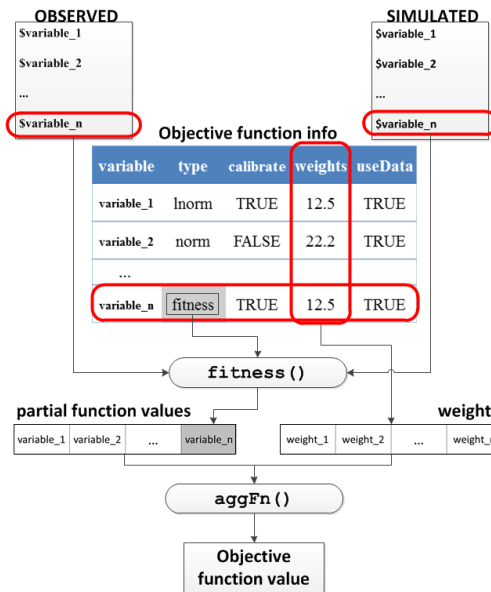 OBSERVED
$variable_1
$variable_2
...
$variable_n
SIMULATED
$variable_1
$variable_2
...
$variable_n
Objective function info
variable type calibrate weights useData
variable_1 lnorm TRUE 12.5 TRUE
variable_2 norm FALSE 22.2 TRUE
...
variable_n fitness TRUE 12.5 TRUE
fitness()
partial function values
variable_1 variable_2 ... variable_n
weight
weight_1 weight_2 ... weight_
aggFn()
Objective
function value